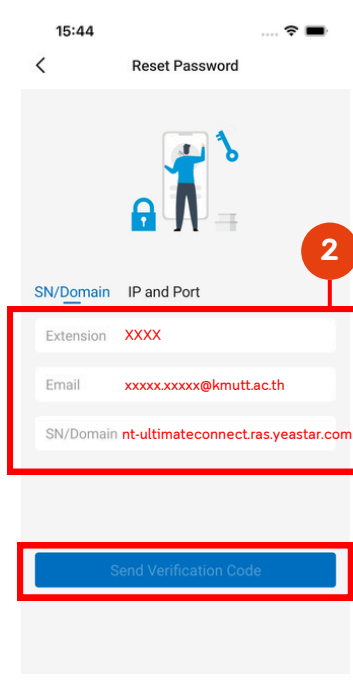 15:44
Reset Password
2
SN/Domain IP and Port
Extension XXXX
Email xxxxx.xxxxx@kmutt.ac.th
SN/Domain nt-ultimateconnect.ras.yeastar.com
Send Verification Code